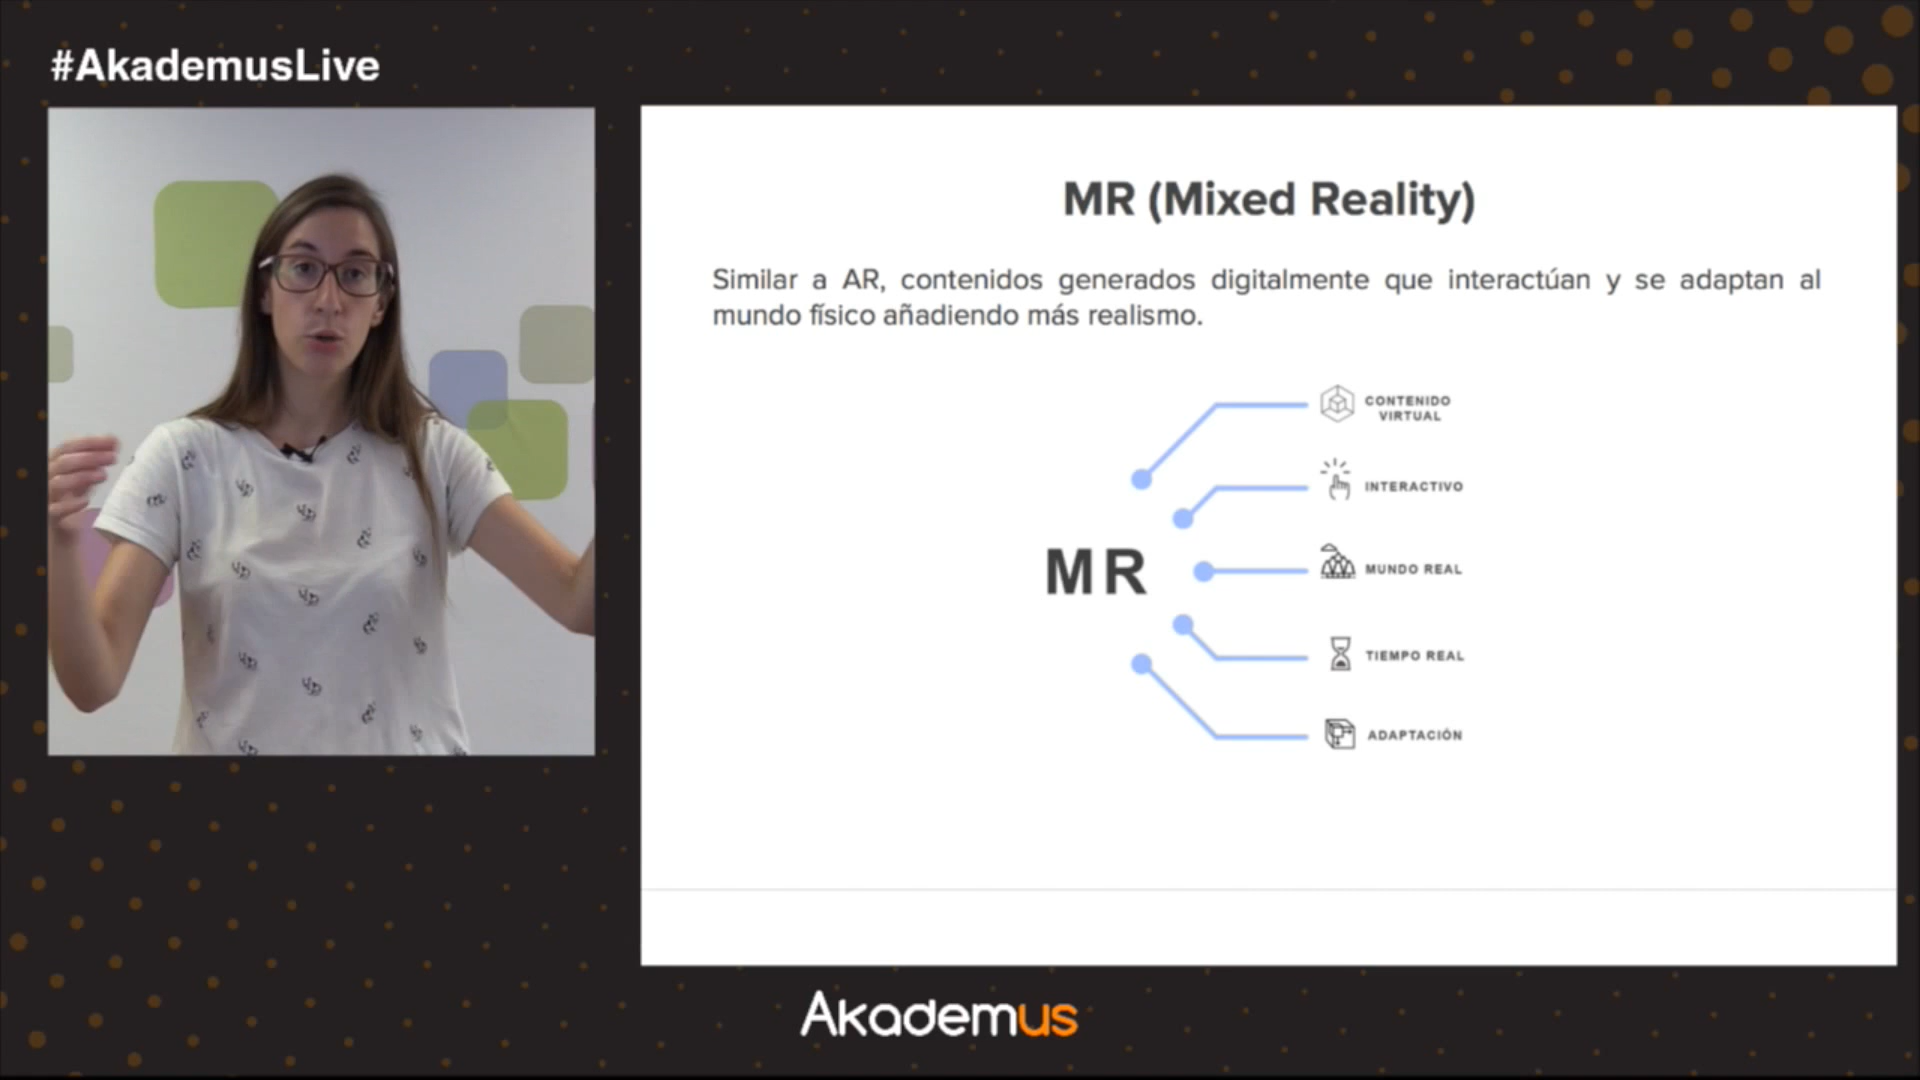 #AkademusLive
MR (Mixed Reality)
Similar a AR, contenidos generados digitalmente que interactúan y se adaptan al
mundo físico añadiendo más realismo.
CONTENIDO
VIRTUAL
INTERACTIVO
MR
MUNDO REAL
TIEMPO REAL
ADAPTACIÓN
Akademus